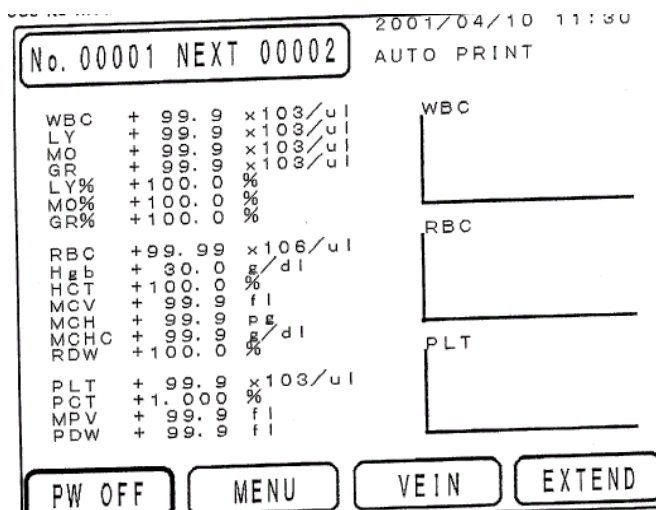 2001/04/10 11:30
No. 00001 NEXT 00002
AUTO PRINT
WBC + 99.9 x103/ul
LY + 99.9 x103/ul
MO + 99.9 x103/ul
GR + 99.9 x103/ul
LY% +100.0 %
MO% +100.0 %
GR% +100.0 %
RBC +99.99 x106/ul
Hgb + 30.0 g/dl
HCT +100.0 %
MCV + 99.9 fl
MCH + 99.9 pg
MCHC + 99.9 g/dl
RDW +100.0 %
PLT + 99.9 x103/ul
PCT +1.000 %
MPV + 99.9 fl
PDW + 99.9 fl
WBC
RBC
PLT
PW OFF
MENU
VEIN
EXTEND